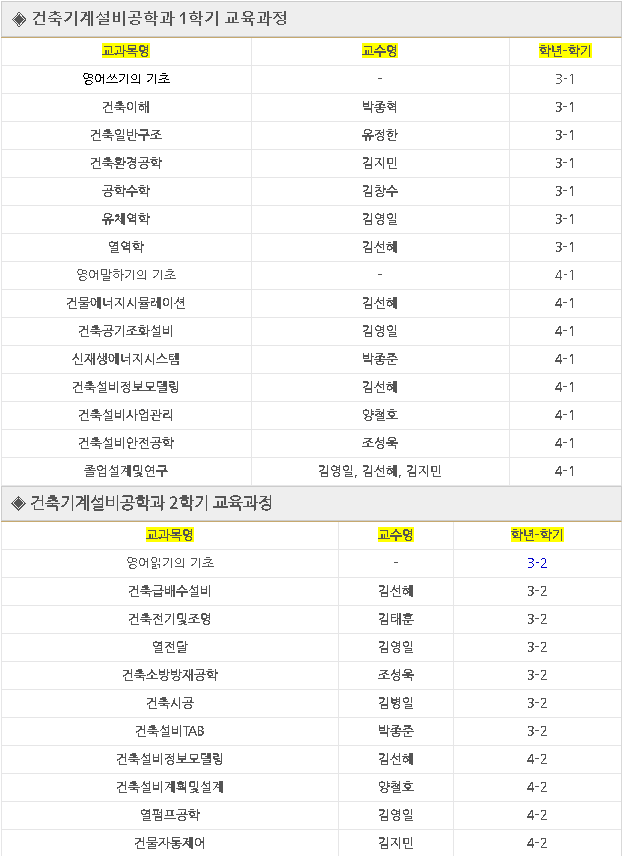 ◈ 건축기계설비공학과 1학기 교육과정
교과목명 교수명 학년-학기
영어쓰기의 기초 - 3-1
건축이해 박종혁 3-1
건축일반구조 유정한 3-1
건축환경공학 김지민 3-1
공학수학 김창수 3-1
유체역학 김영일 3-1
열역학 김선혜 3-1
영어말하기의 기초 - 4-1
건물에너지시뮬레이션 김선혜 4-1
건축공기조화설비 김영일 4-1
신재생에너지시스템 박종준 4-1
건축설비정보모델링 김선혜 4-1
건축설비사업관리 양철호 4-1
건축설비안전공학 조성욱 4-1
졸업설계및연구 김영일, 김선혜, 김지민 4-1
◈ 건축기계설비공학과 2학기 교육과정
교과목명 교수명 학년-학기
영어읽기의 기초 - 3-2
건축급배수설비 김선혜 3-2
건축전기및조명 김태훈 3-2
열전달 김영일 3-2
건축소방방재공학 조성욱 3-2
건축시공 김병일 3-2
건축설비TAB 박종준 3-2
건축설비정보모델링 김선혜 4-2
건축설비계획및설계 양철호 4-2
열펌프공학 김영일 4-2
건물자동제어 김지민 4-2